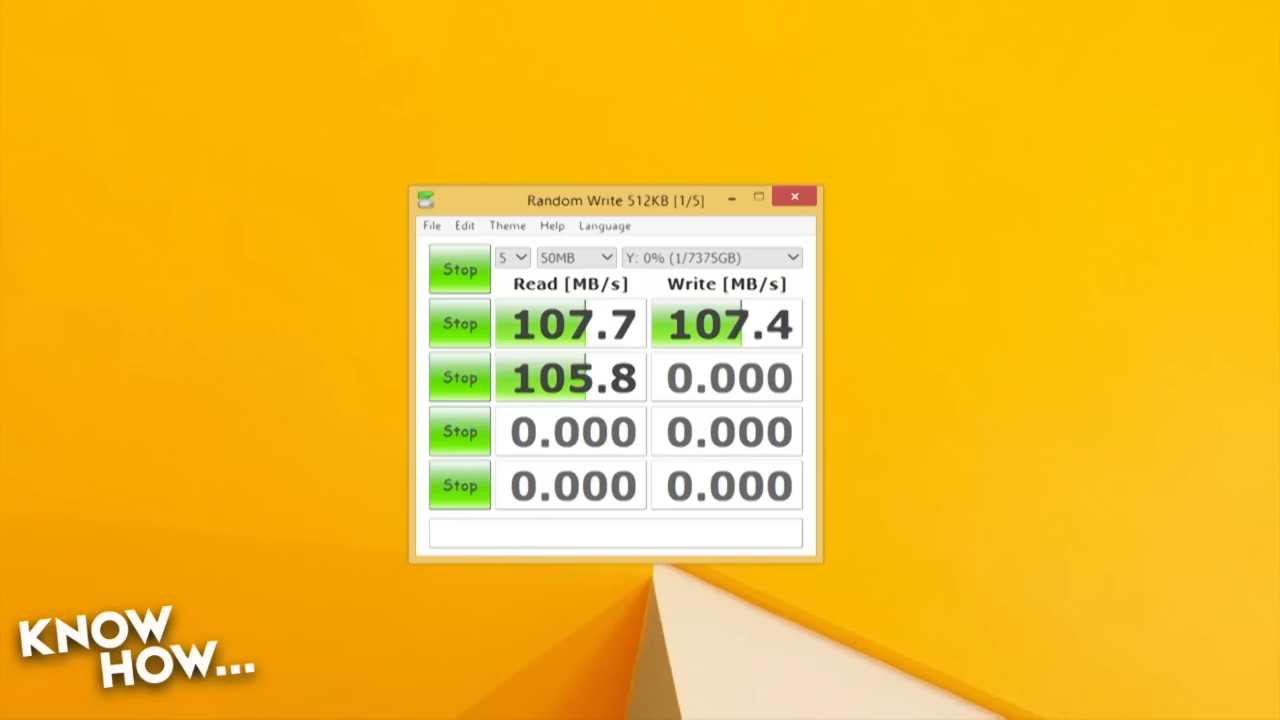 Random Write 512KB [1/5]
File Edit Theme Help Language
Stop 5 50MB Y: 0% (1/7375GB)
Read [MB/s] Write [MB/s]
Stop 107.7 107.4
Stop 105.8 0.000
Stop 0.000 0.000
Stop 0.000 0.000
KNOW
HOW...